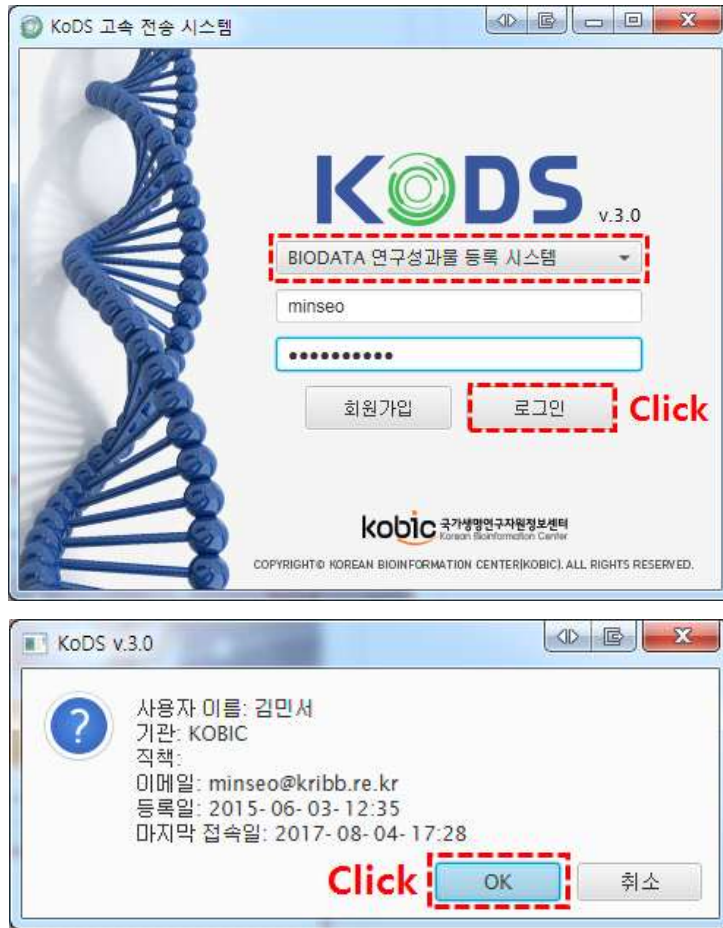 KoDS 고속 전송 시스템
KODS v.3.0
BIODATA 연구성과물 등록 시스템
minseo
●●●●●●●●●●
회원가입
로그인
Click
kobic 국가생명연구자원정보센터
Korean Bioinformation Center
COPYRIGHT© KOREAN BIOINFORMATION CENTER(KOBIC). ALL RIGHTS RESERVED.
KoDS v.3.0
사용자 이름: 김민서
기관: KOBIC
직책:
이메일: minseo@kribb.re.kr
등록일: 2015-06-03-12:35
마지막 접속일: 2017-08-04-17:28
Click
OK
취소